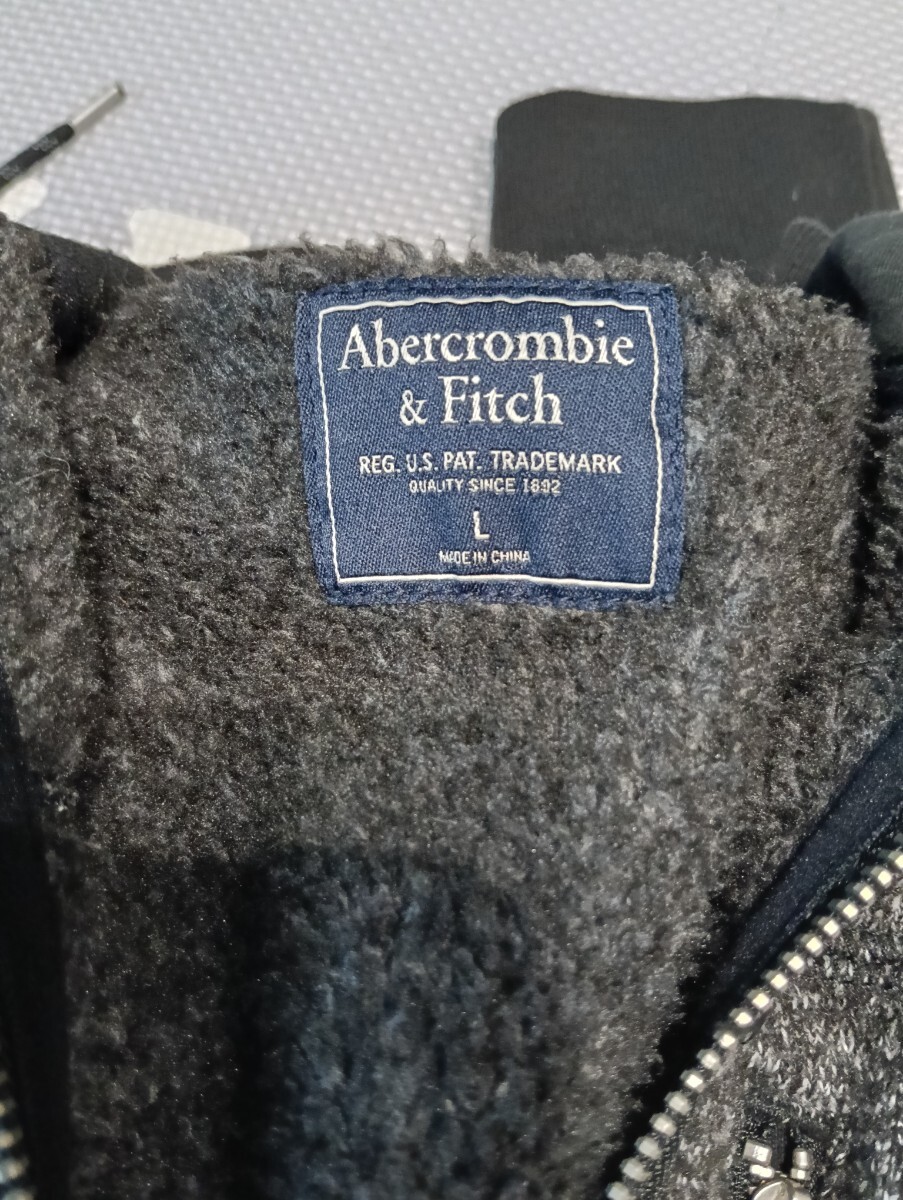 Abercrombie
& Fitch
REG. U.S. PAT. TRADEMARK
QUALITY SINCE 1892
L
MADE IN CHINA